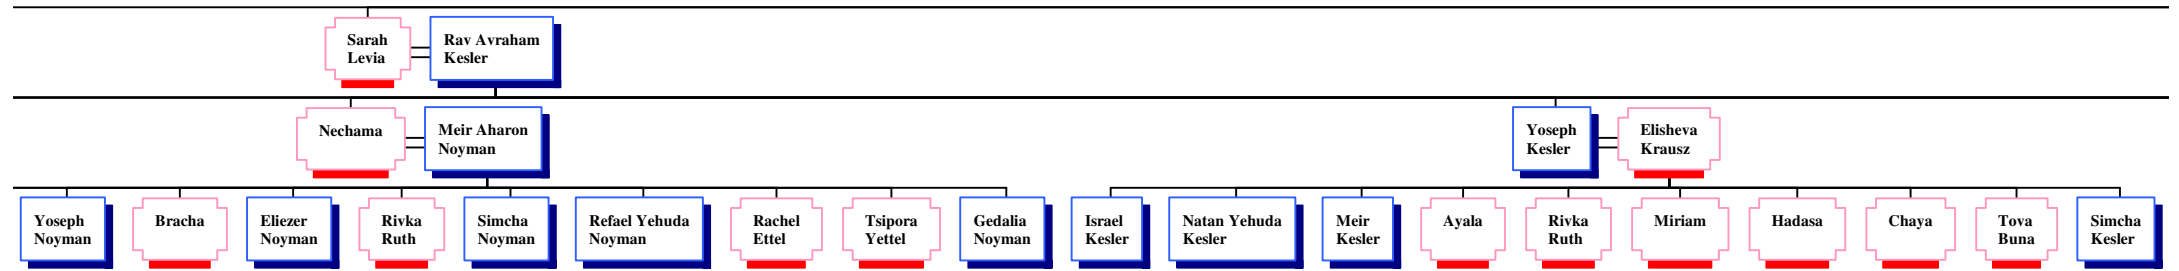 Sarah
Levia
Rav Avraham
Kesler
Nechama
Meir Aharon
Noyman
Yoseph
Kesler
Elisheva
Krausz
Yoseph
Noyman
Bracha
Eliezer
Noyman
Rivka
Ruth
Simcha
Noyman
Refael Yehuda
Noyman
Rachel
Ettel
Tsipora
Yettel
Gedalia
Noyman
Israel
Kesler
Natan Yehuda
Kesler
Meir
Kesler
Ayala
Rivka
Ruth
Miriam
Hadasa
Chaya
Tova
Buna
Simcha
Kesler